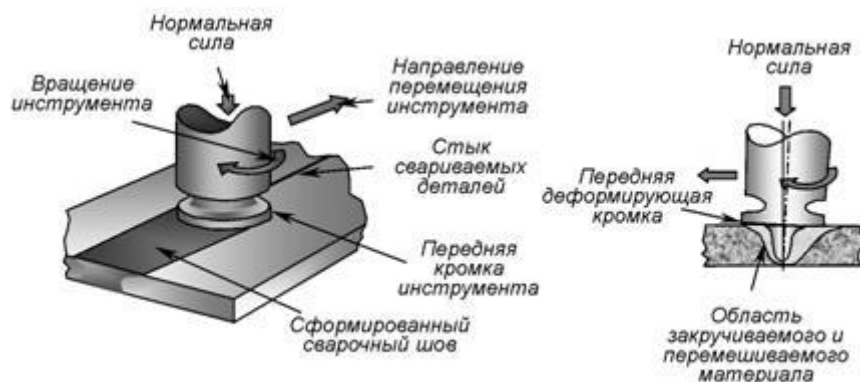 Нормальная
сила
Вращение
инструмента
Направление
перемещения
инструмента
Стык
свариваемых
деталей
Передняя
кромка
инструмента
Сформированный
сварочный шов
Нормальная
сила
Передняя
деформирующая
кромка
Область
закручиваемого и
перемешиваемого
материала